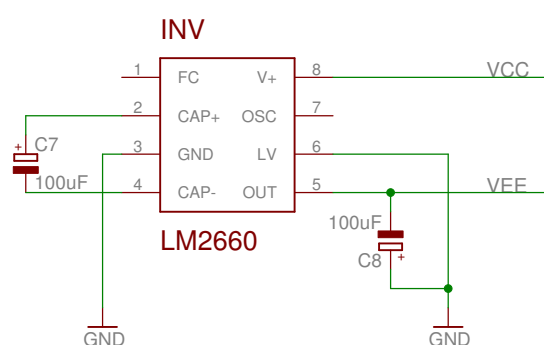 INV
1 FC V+ 8 VCC
2 CAP+ OSC 7
+ C7
3 GND LV 6
100uF
4 CAP- OUT 5 VEE
100uF
LM2660
C8 +
GND GND